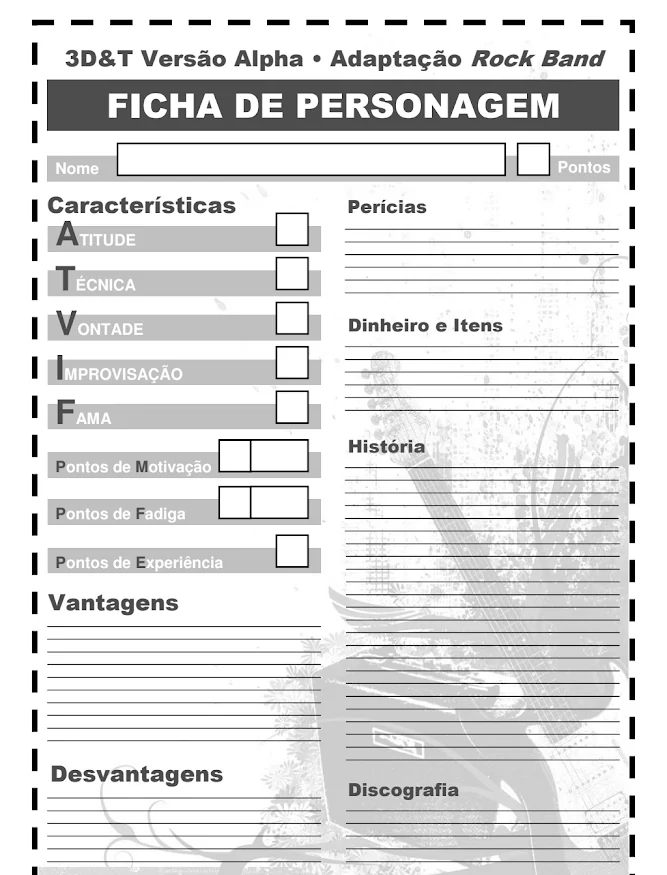 3D&T Versão Alpha • Adaptação Rock Band
FICHA DE PERSONAGEM
Nome
Pontos
Características
ATITUDE
TÉCNICA
VONTADE
IMPROVISAÇÃO
FAMA
Pontos de Motivação
Pontos de Fadiga
Pontos de Experiência
Vantagens
Desvantagens
Perícias
Dinheiro e Itens
História
Discografia